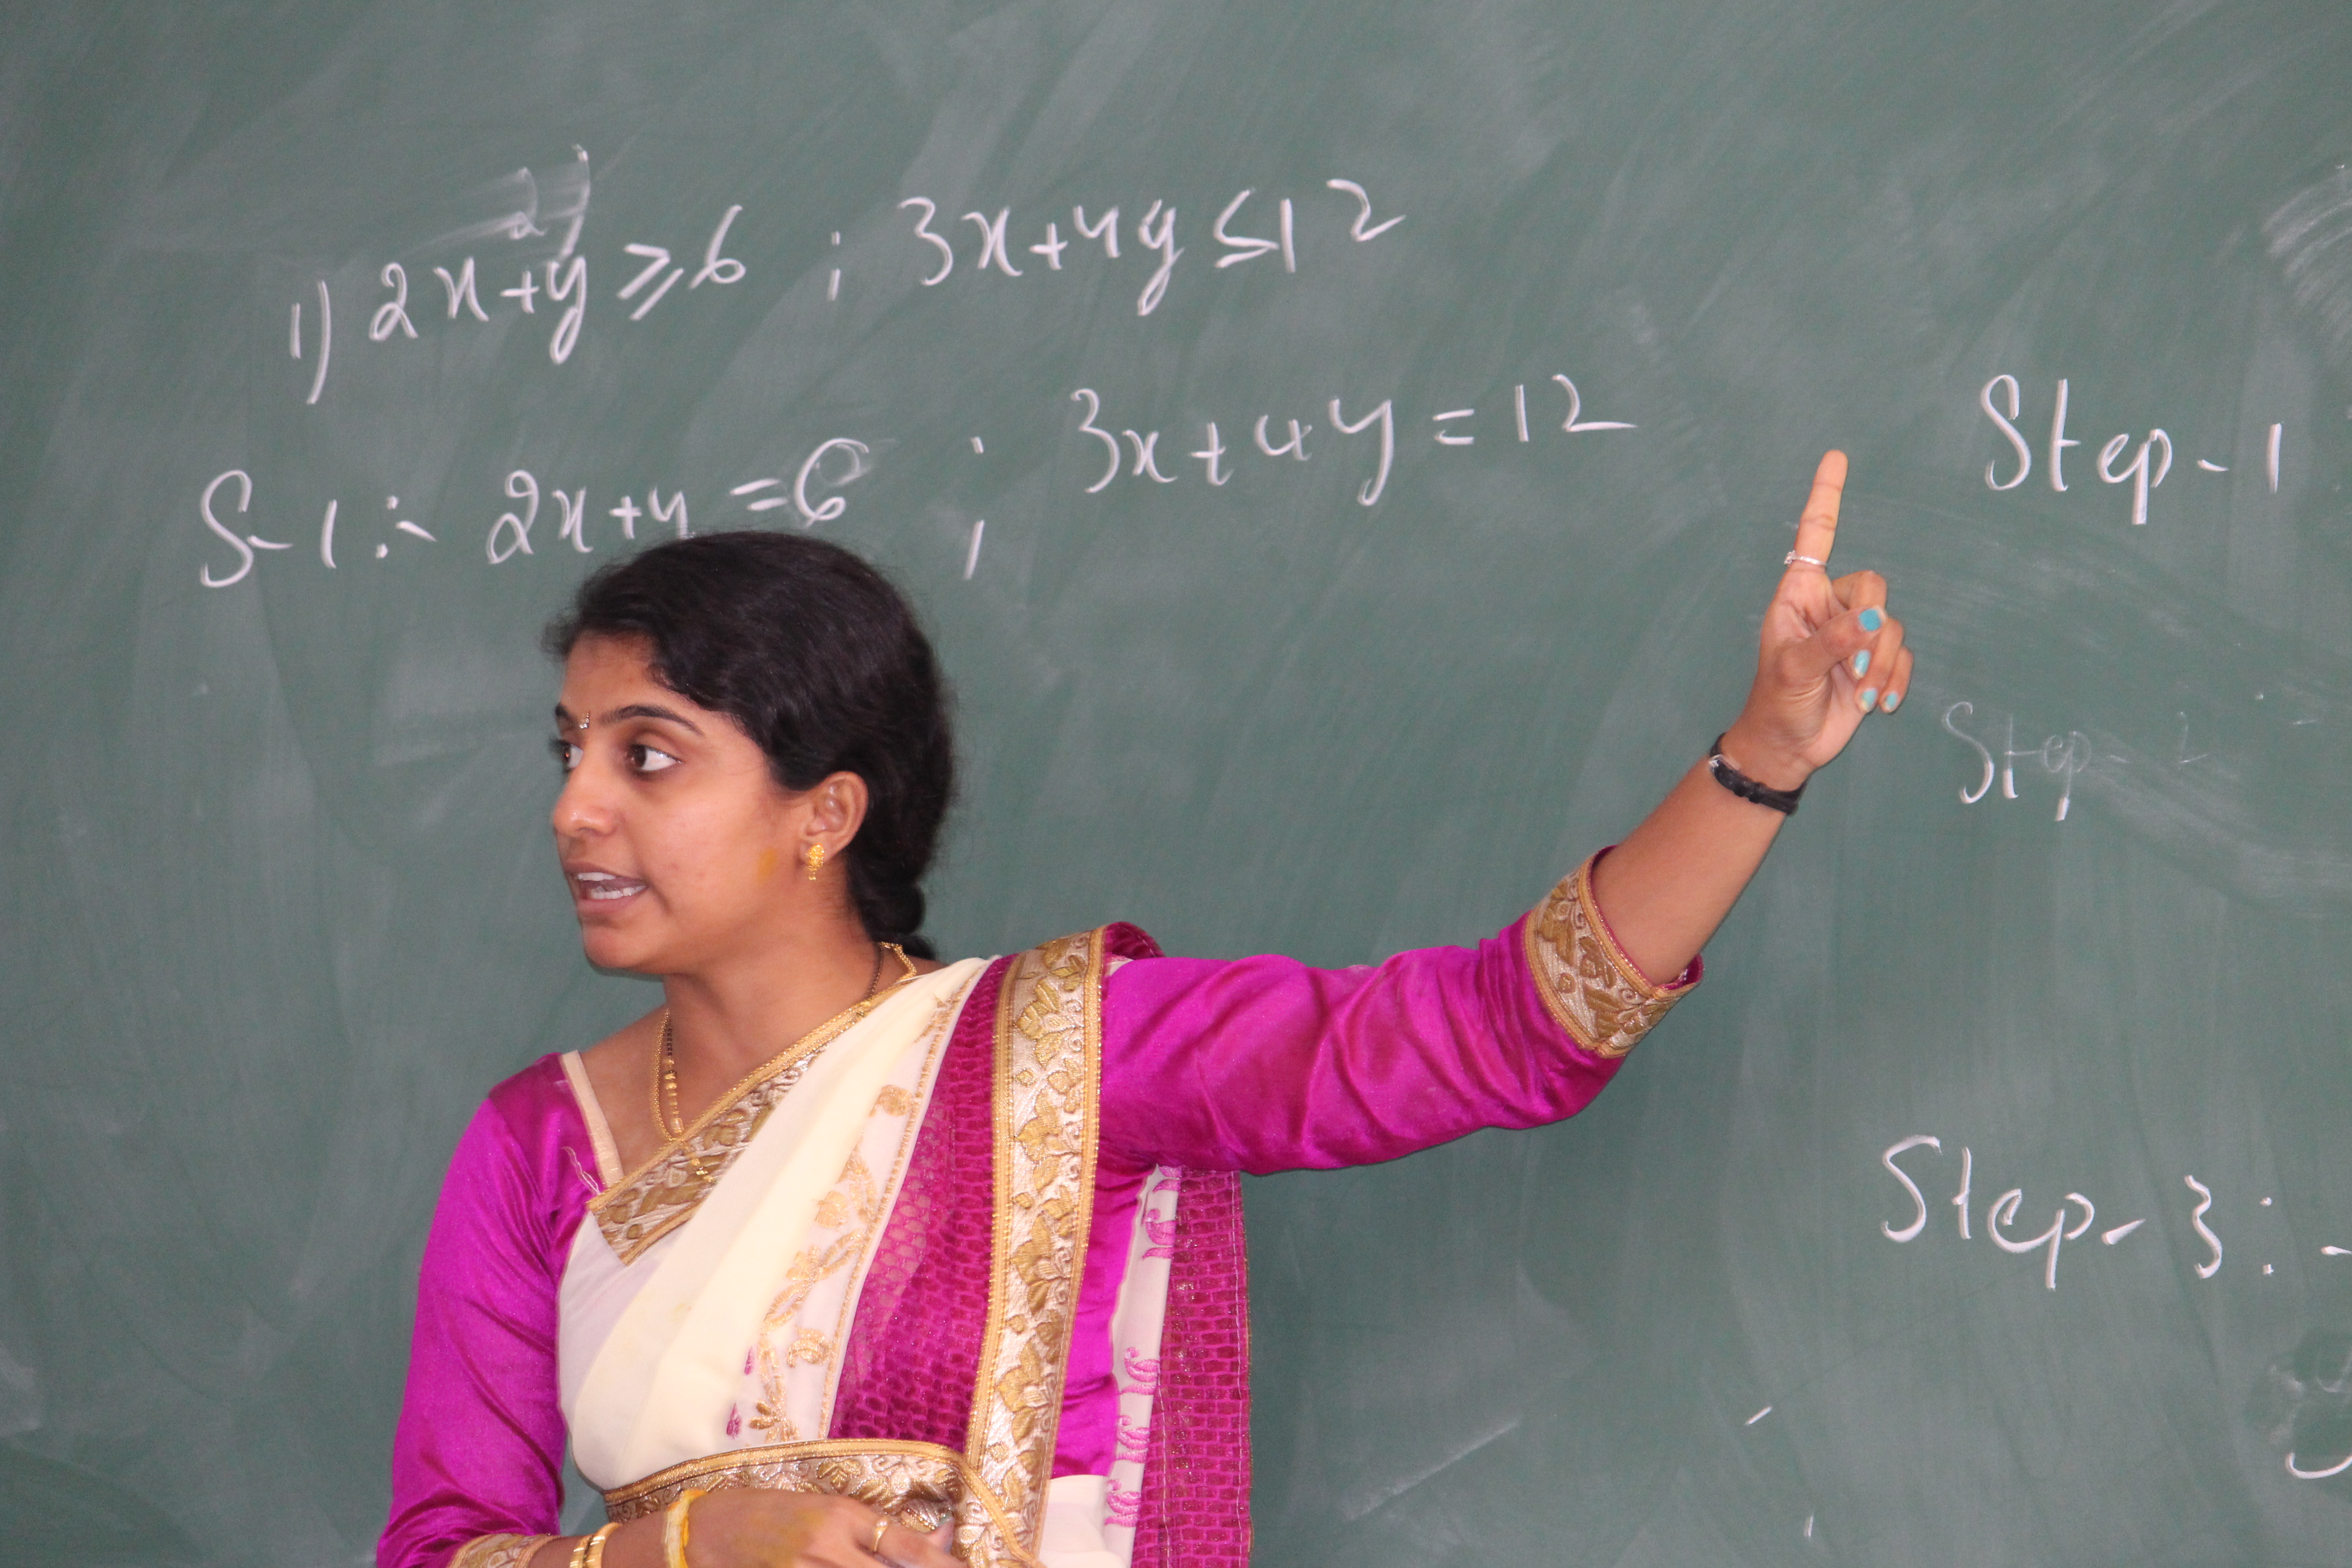 1) 2x+y ≥ 6 ; 3x+4y ≤ 12
S-1 :- 2x+y = 6 ; 3x+4y = 12
Step-1
Step-2
Step-3:-